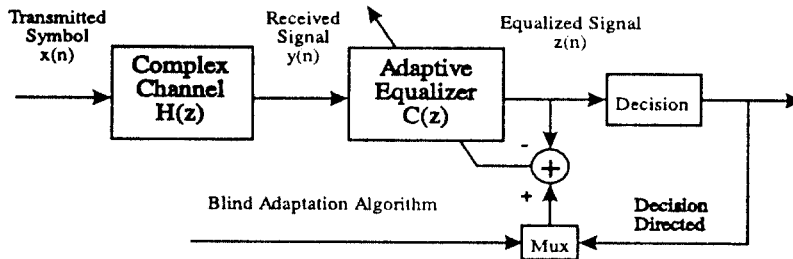 Transmitted
Symbol
x(n)
Received
Signal
y(n)
Equalized Signal
z(n)
Complex
Channel
H(z)
Adaptive
Equalizer
C(z)
Decision
-
+
+
Blind Adaptation Algorithm
Decision
Directed
Mux